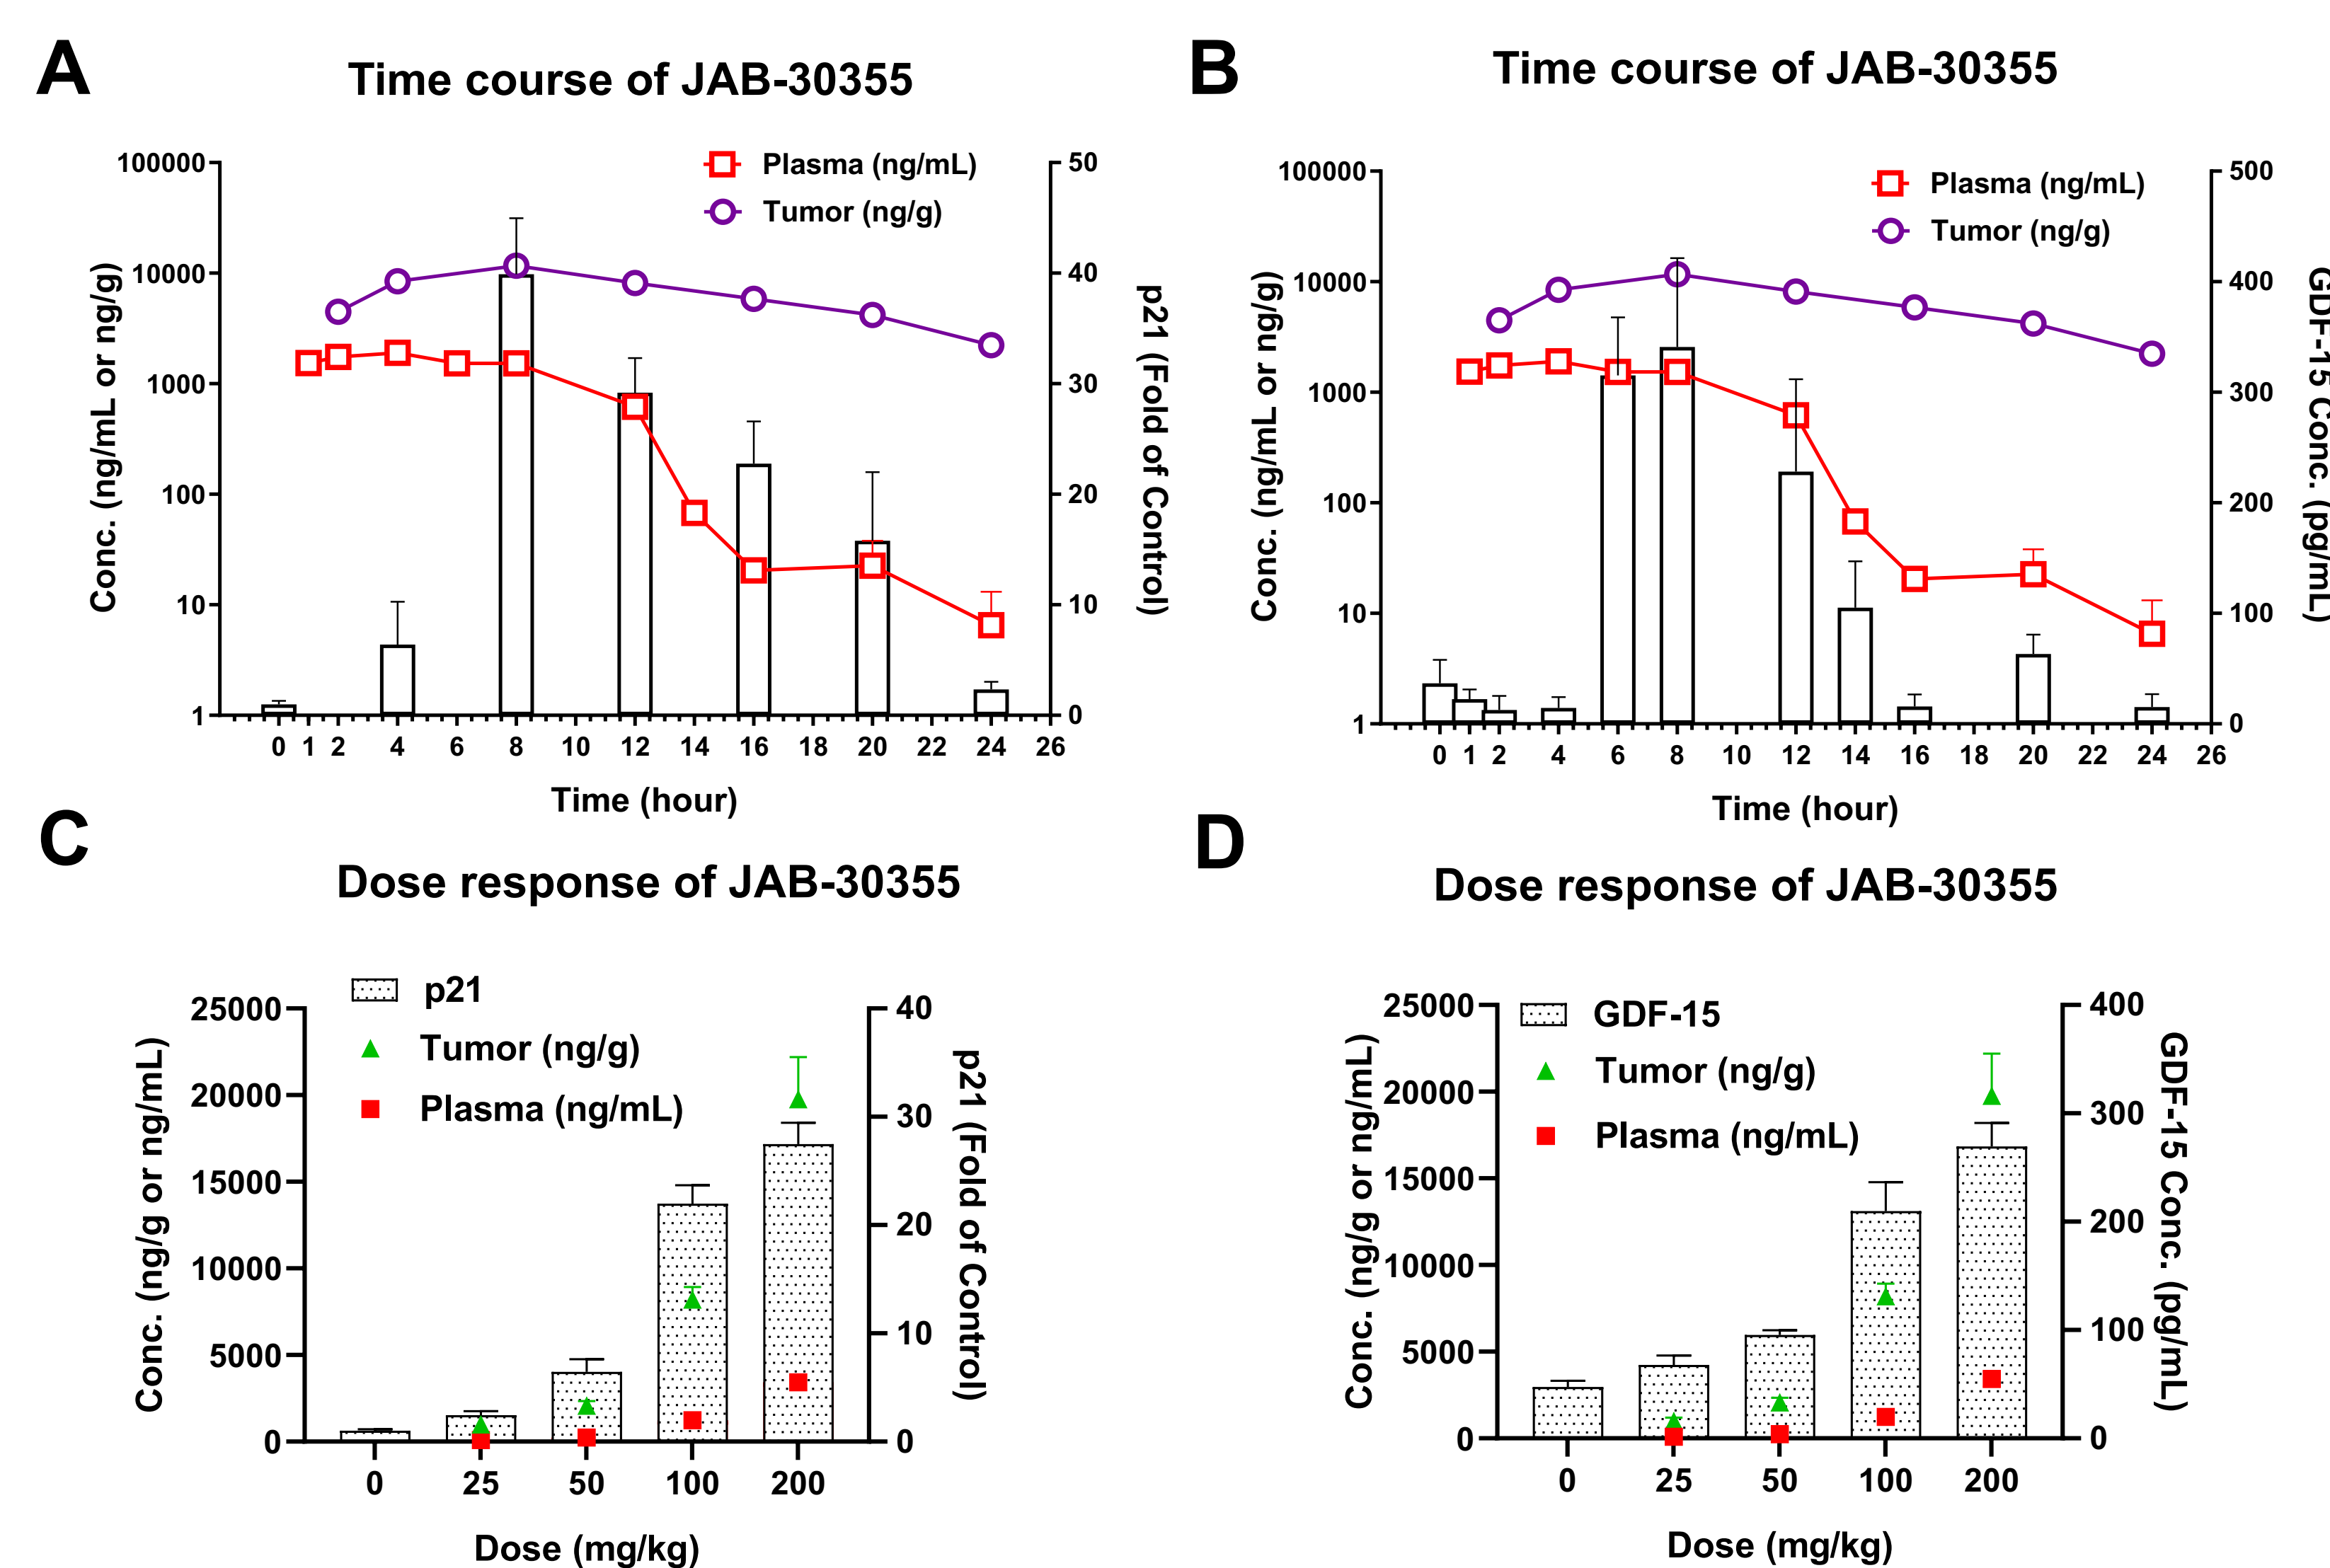 A
Time course of JAB-30355
Plasma (ng/mL)
Tumor (ng/g)
100000
10000
1000
100
10
1
Conc. (ng/mL or ng/g)
50
40
30
20
10
0
p21 (Fold of Control)
0 1 2 4 6 8 10 12 14 16 18 20 22 24 26
Time (hour)
B
Time course of JAB-30355
Plasma (ng/mL)
Tumor (ng/g)
100000
10000
1000
100
10
1
Conc. (ng/mL or ng/g)
500
400
300
200
100
0
GDF-15 Conc. (pg/mL)
0 1 2 4 6 8 10 12 14 16 18 20 22 24 26
Time (hour)
C
Dose response of JAB-30355
p21
Tumor (ng/g)
Plasma (ng/mL)
25000
20000
15000
10000
5000
0
Conc. (ng/g or ng/mL)
40
30
20
10
0
p21 (Fold of Control)
0 25 50 100 200
Dose (mg/kg)
D
Dose response of JAB-30355
GDF-15
Tumor (ng/g)
Plasma (ng/mL)
25000
20000
15000
10000
5000
0
Conc. (ng/g or ng/mL)
400
300
200
100
0
GDF-15 Conc. (pg/mL)
0 25 50 100 200
Dose (mg/kg)